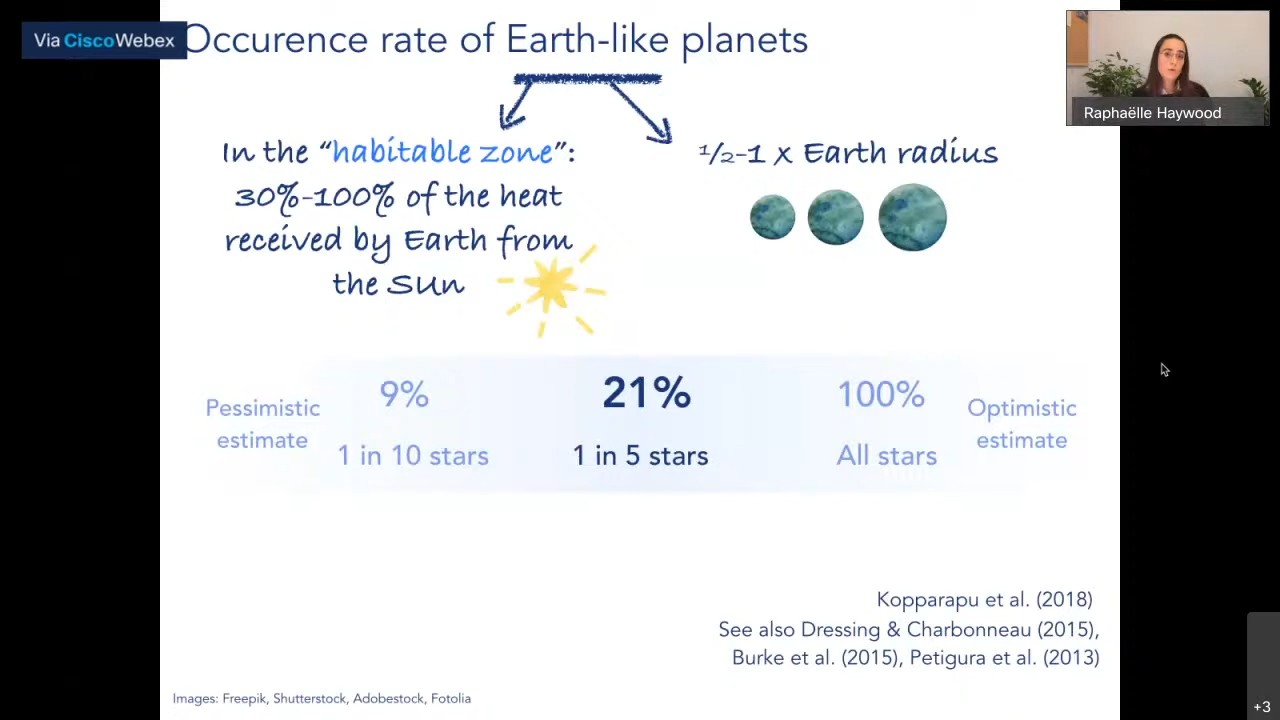 Via CiscoWebex
Occurence rate of Earth-like planets
Raphaëlle Haywood
In the “habitable zone”:
30%-100% of the heat
received by Earth from
the Sun
½-1 x Earth radius
Pessimistic
estimate
9%
1 in 10 stars
21%
1 in 5 stars
100%
All stars
Optimistic
estimate
Kopparapu et al. (2018)
See also Dressing & Charbonneau (2015),
Burke et al. (2015), Petigura et al. (2013)
Images: Freepik, Shutterstock, Adobestock, Fotolia
+3